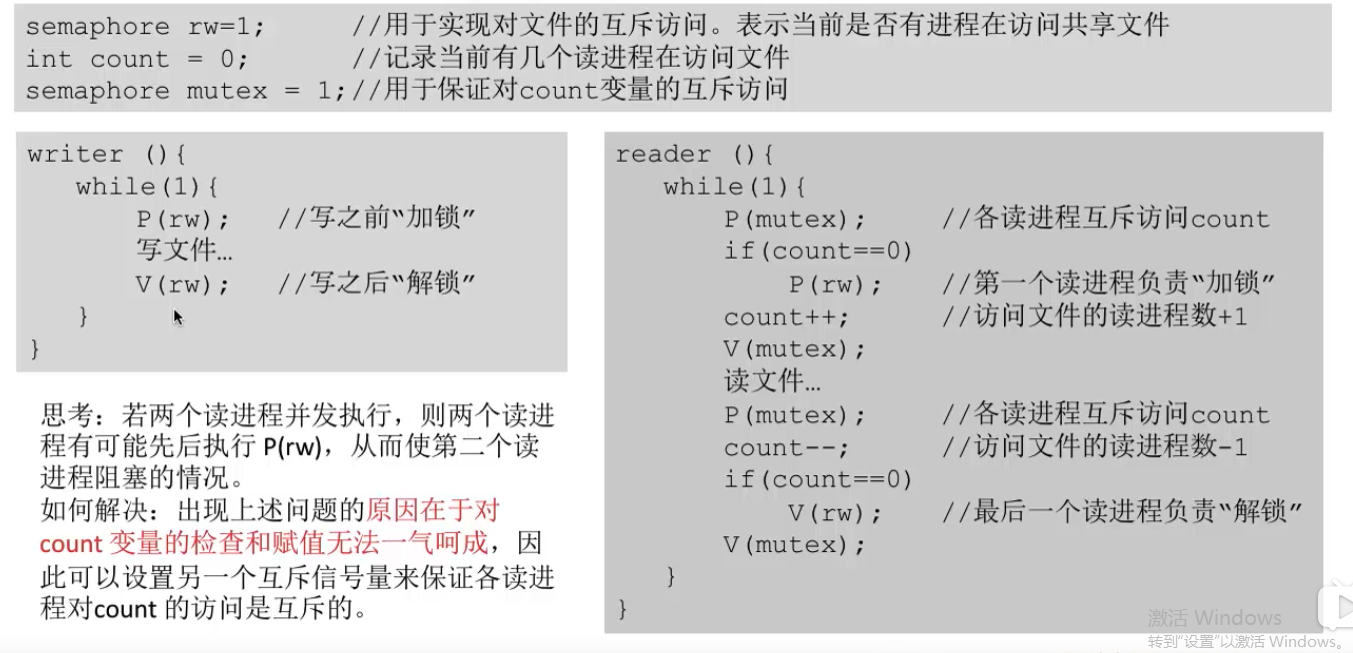 semaphore rw=1; //用于实现对文件的互斥访问。表示当前是否有进程在访问共享文件
int count = 0; //记录当前有几个读进程在访问文件
semaphore mutex = 1;//用于保证对count变量的互斥访问
writer (){
while(1){
P(rw); //写之前“加锁”
写文件…
V(rw); //写之后“解锁”
}
}
思考：若两个读进程并发执行，则两个读进
程有可能先后执行 P(rw)，从而使第二个读
进程阻塞的情况。
如何解决：出现上述问题的原因在于对
count 变量的检查和赋值无法一气呵成，因
此可以设置另一个互斥信号量来保证各读进
程对count 的访问是互斥的。
reader (){
while(1){
P(mutex); //各读进程互斥访问count
if(count==0)
P(rw); //第一个读进程负责“加锁”
count++; //访问文件的读进程数+1
V(mutex);
读文件…
P(mutex); //各读进程互斥访问count
count--; //访问文件的读进程数-1
if(count==0)
V(rw); //最后一个读进程负责“解锁”
V(mutex);
}
}
激活 Windows
转到“设置”以激活 Windows。